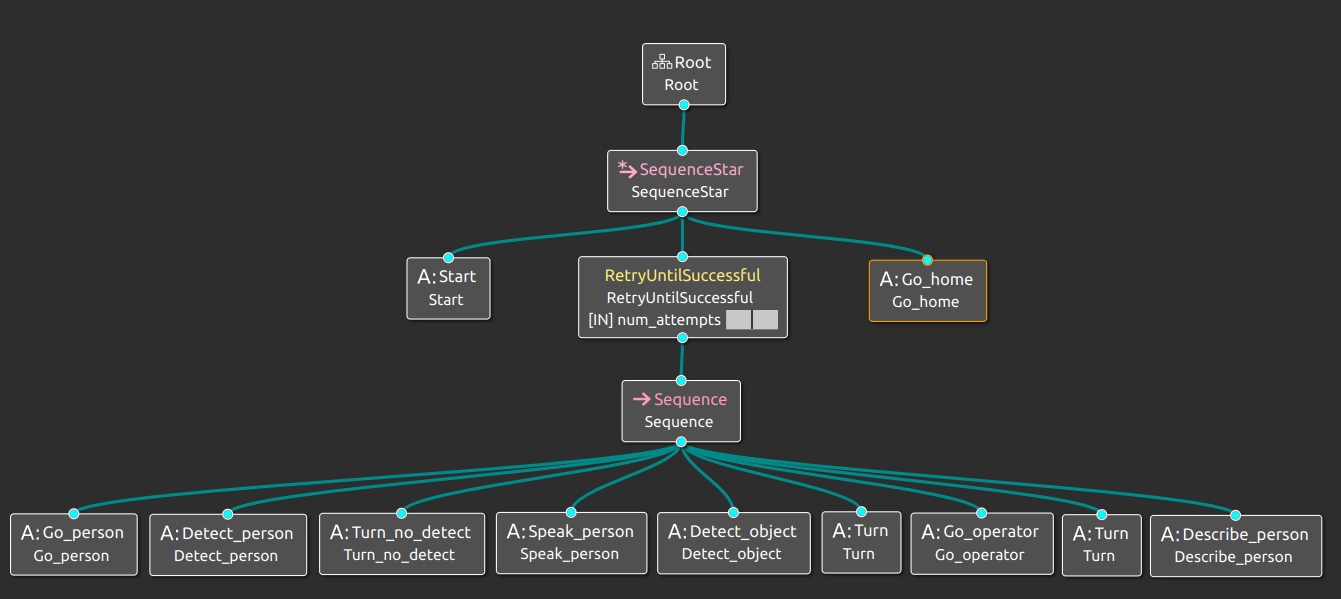 Root
Root
SequenceStar
SequenceStar
A: Start
Start
RetryUntilSuccessful
RetryUntilSuccessful
[IN] num_attempts
A: Go_home
Go_home
Sequence
Sequence
A: Go_person
Go_person
A: Detect_person
Detect_person
A: Turn_no_detect
Turn_no_detect
A: Speak_person
Speak_person
A: Detect_object
Detect_object
A: Turn
Turn
A: Go_operator
Go_operator
A: Turn
Turn
A: Describe_person
Describe_person